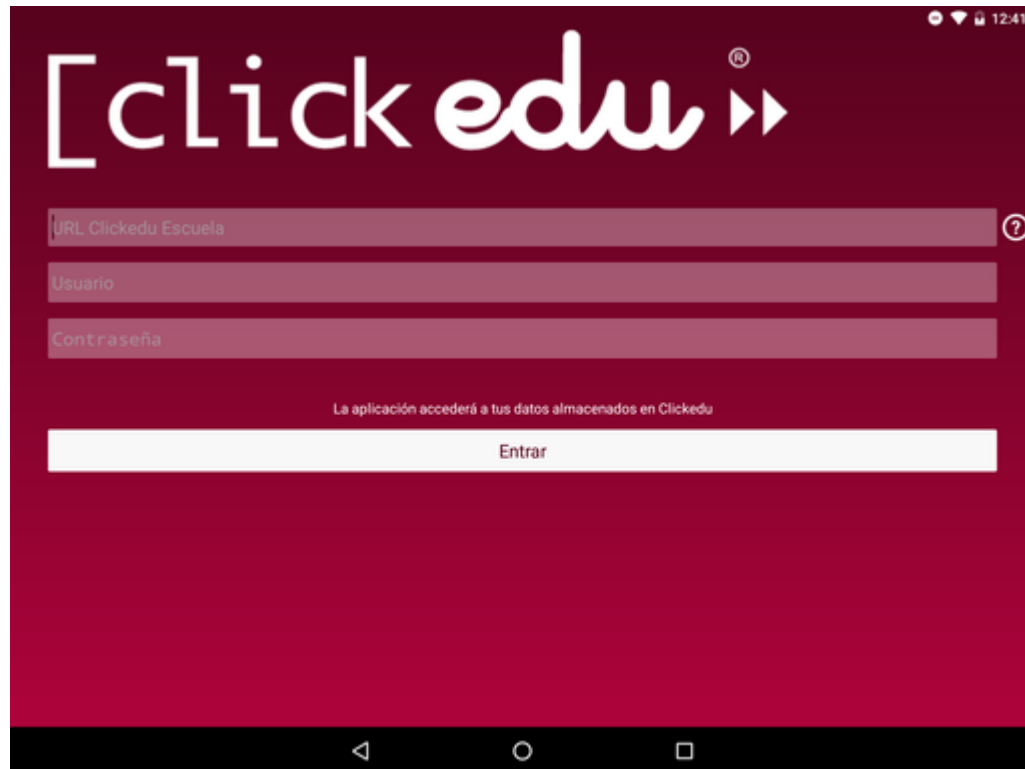 12:41
[clickedu®
URL Clickedu Escuela
?
Usuario
Contraseña
La aplicación accederá a tus datos almacenados en Clickedu
Entrar